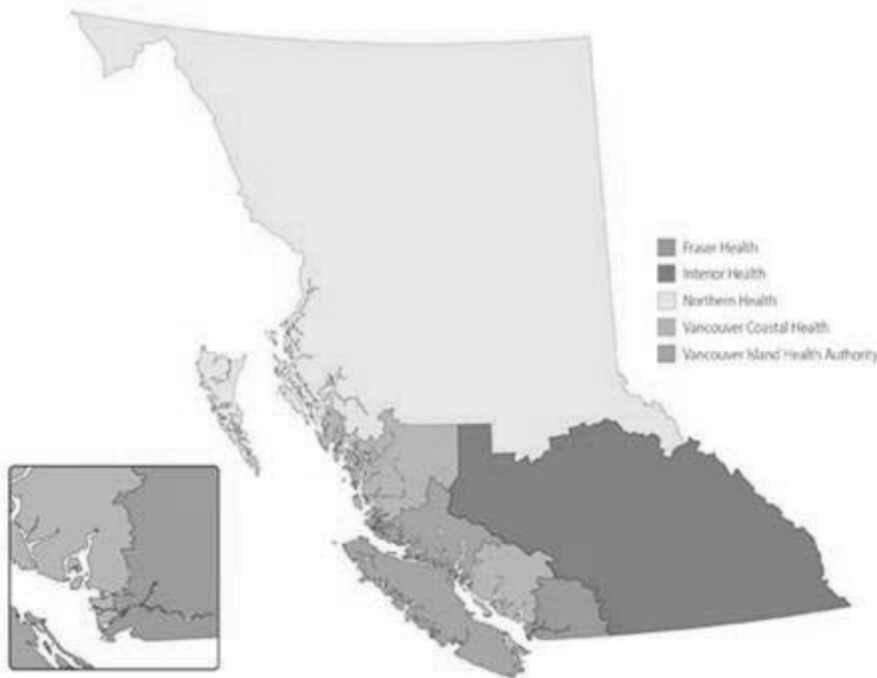 Fraser Health
Interior Health
Northern Health
Vancouver Coastal Health
Vancouver Island Health Authority